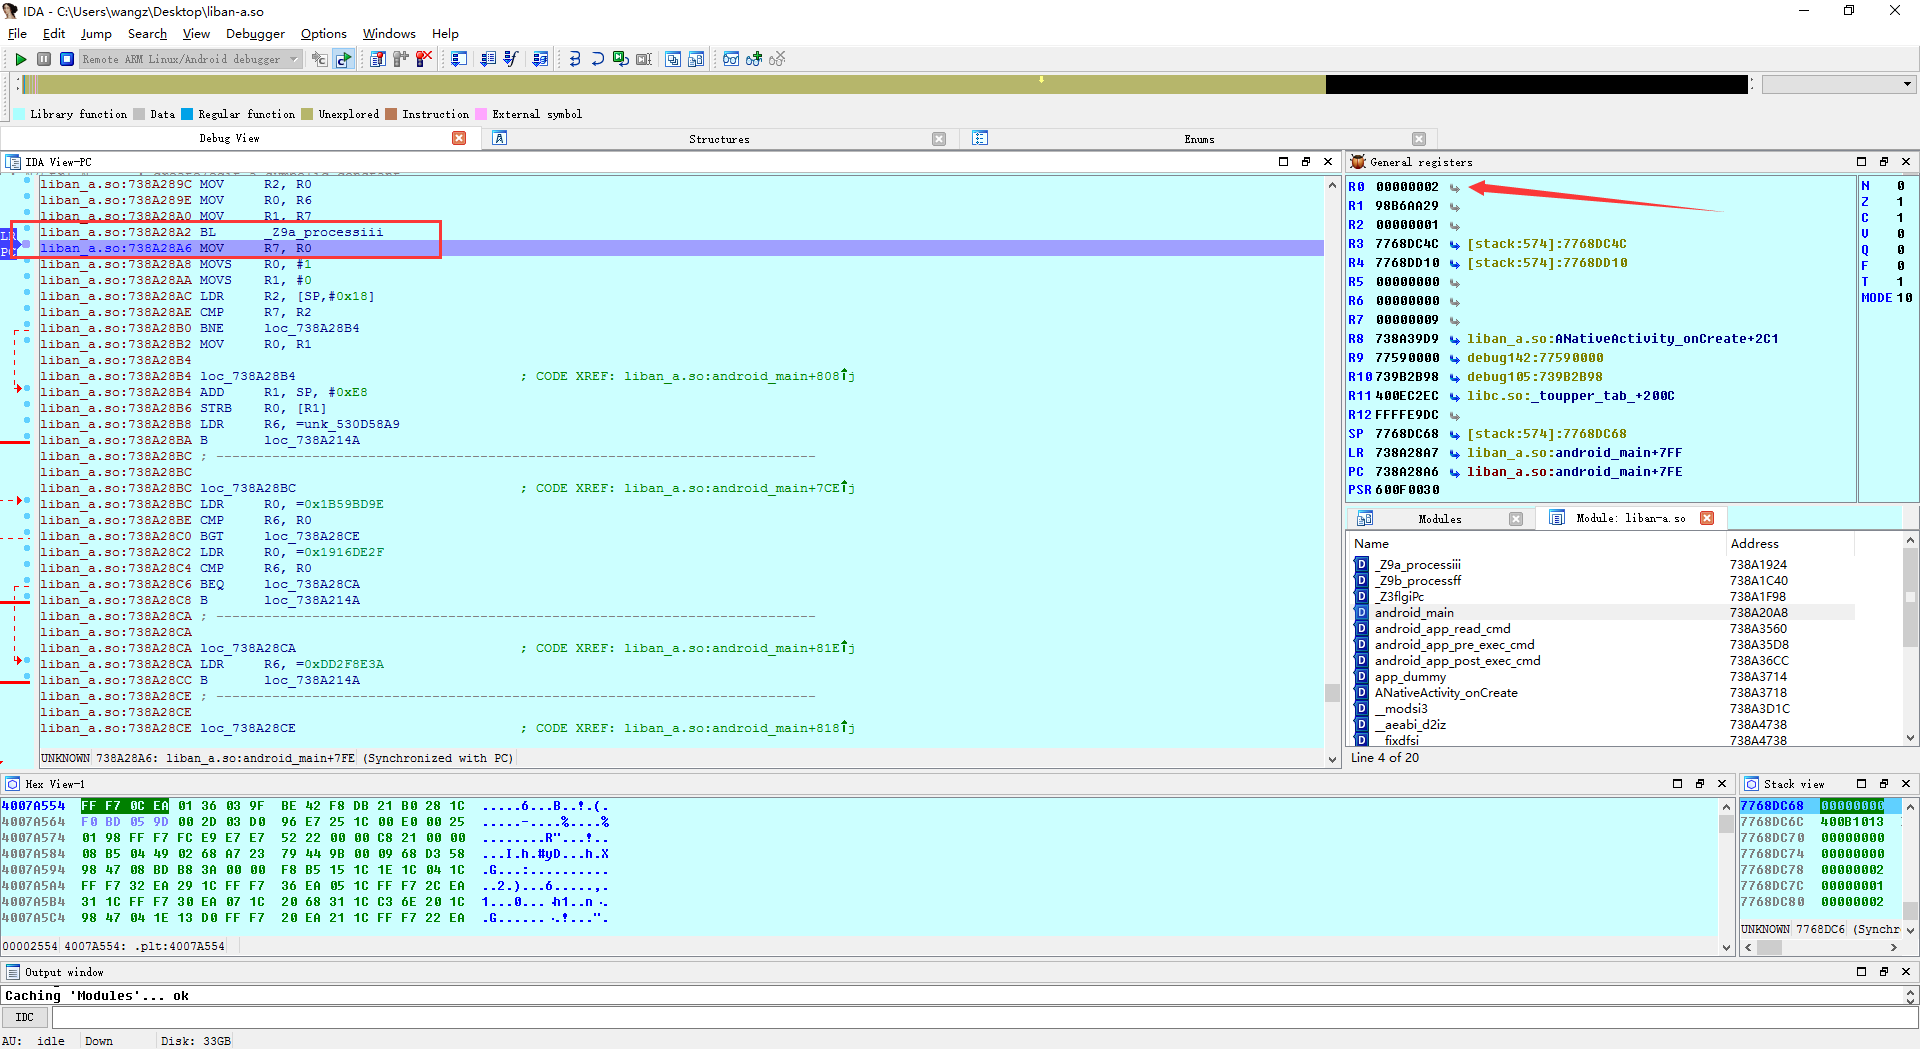 IDA - C:\Users\wangz\Desktop\liban-a.so
File Edit Jump Search View Debugger Options Windows Help
Remote ARM Linux/Android debugger
Library function Data Regular function Unexplored Instruction External symbol
Debug View Structures Enums
IDA View-PC
liban_a.so:738A289C MOV R2, R0
liban_a.so:738A289E MOV R0, R6
liban_a.so:738A28A0 MOV R1, R7
liban_a.so:738A28A2 BL _Z9a_processiii
liban_a.so:738A28A6 MOV R7, R0
liban_a.so:738A28A8 MOVS R0, #1
liban_a.so:738A28AA MOVS R1, #0
liban_a.so:738A28AC LDR R2, [SP,#0x18]
liban_a.so:738A28AE CMP R7, R2
liban_a.so:738A28B0 BNE loc_738A28B4
liban_a.so:738A28B2 MOV R0, R1
liban_a.so:738A28B4
liban_a.so:738A28B4 loc_738A28B4 ; CODE XREF: liban_a.so:android_main+808↑j
liban_a.so:738A28B4 ADD R1, SP, #0xE8
liban_a.so:738A28B6 STRB R0, [R1]
liban_a.so:738A28B8 LDR R6, =unk_530D58A9
liban_a.so:738A28BA B loc_738A214A
liban_a.so:738A28BC ; ---------------------------------------------------------------------------
liban_a.so:738A28BC
liban_a.so:738A28BC loc_738A28BC ; CODE XREF: liban_a.so:android_main+7CE↑j
liban_a.so:738A28BC LDR R0, =0x1B59BD9E
liban_a.so:738A28BE CMP R6, R0
liban_a.so:738A28C0 BGT loc_738A28CE
liban_a.so:738A28C2 LDR R0, =0x1916DE2F
liban_a.so:738A28C4 CMP R6, R0
liban_a.so:738A28C6 BEQ loc_738A28CA
liban_a.so:738A28C8 B loc_738A214A
liban_a.so:738A28CA ; ---------------------------------------------------------------------------
liban_a.so:738A28CA
liban_a.so:738A28CA loc_738A28CA ; CODE XREF: liban_a.so:android_main+81E↑j
liban_a.so:738A28CA LDR R6, =0xDD2F8E3A
liban_a.so:738A28CC B loc_738A214A
liban_a.so:738A28CE ; ---------------------------------------------------------------------------
liban_a.so:738A28CE
liban_a.so:738A28CE loc_738A28CE ; CODE XREF: liban_a.so:android_main+818↑j
UNKNOWN 738A28A6: liban_a.so:android_main+7FE (Synchronized with PC)
General registers
R0 00000002
R1 98B6AA29
R2 00000001
R3 7768DC4C [stack:574]:7768DC4C
R4 7768DD10 [stack:574]:7768DD10
R5 00000000
R6 00000000
R7 00000009
R8 738A39D9 liban_a.so:ANativeActivity_onCreate+2C1
R9 77590000 debug142:77590000
R10 739B2B98 debug105:739B2B98
R11 400EC2EC libc.so:_toupper_tab_+200C
R12 FFFFE9DC
SP 7768DC68 [stack:574]:7768DC68
LR 738A28A7 liban_a.so:android_main+7FF
PC 738A28A6 liban_a.so:android_main+7FE
PSR 600F0030
N 0
Z 1
C 1
V 0
Q 0
F 0
T 1
MODE 10
Modules Module: liban-a.so
Name Address
_Z9a_processiii 738A1924
_Z9b_processff 738A1C40
_Z3flgiPc 738A1F98
android_main 738A20A8
android_app_read_cmd 738A3560
android_app_pre_exec_cmd 738A35D8
android_app_post_exec_cmd 738A36CC
app_dummy 738A3714
ANativeActivity_onCreate 738A3718
__modsi3 738A3D1C
__aeabi_d2iz 738A4738
__fixdfsi 738A4738
Line 4 of 20
Hex View-1
4007A554 FF F7 0C EA 01 36 03 9F BE 42 F8 DB 21 B0 28 1C .....6...B..!.(.
4007A564 F0 BD 05 9D 00 2D 03 D0 96 E7 25 1C 00 E0 00 25 .....-....%....%
4007A574 01 98 FF F7 FC E9 E7 E7 52 22 00 00 C8 21 00 00 ........R"...!..
4007A584 08 B5 04 49 02 68 A7 23 79 44 9B 00 09 68 D3 58 ...I.h.#yD...h.X
4007A594 98 47 08 BD B8 3A 00 00 F8 B5 15 1C 1E 1C 04 1C .G...:..........
4007A5A4 FF F7 32 EA 29 1C FF F7 36 EA 05 1C FF F7 2C EA ..2.)...6.....,.
4007A5B4 31 1C FF F7 30 EA 07 1C 20 68 31 1C C3 6E 20 1C 1...0... h1..n .
4007A5C4 98 47 04 1E 13 D0 FF F7 20 EA 21 1C FF F7 22 EA .G...... .!...".
00002554 4007A554: .plt:4007A554
Stack view
7768DC68 00000000
7768DC6C 400B1013
7768DC70 00000000
7768DC74 00000000
7768DC78 00000002
7768DC7C 00000001
7768DC80 00000002
UNKNOWN 7768DC6 (Synchr
Output window
Caching 'Modules'... ok
IDC
AU: idle Down Disk: 33GB